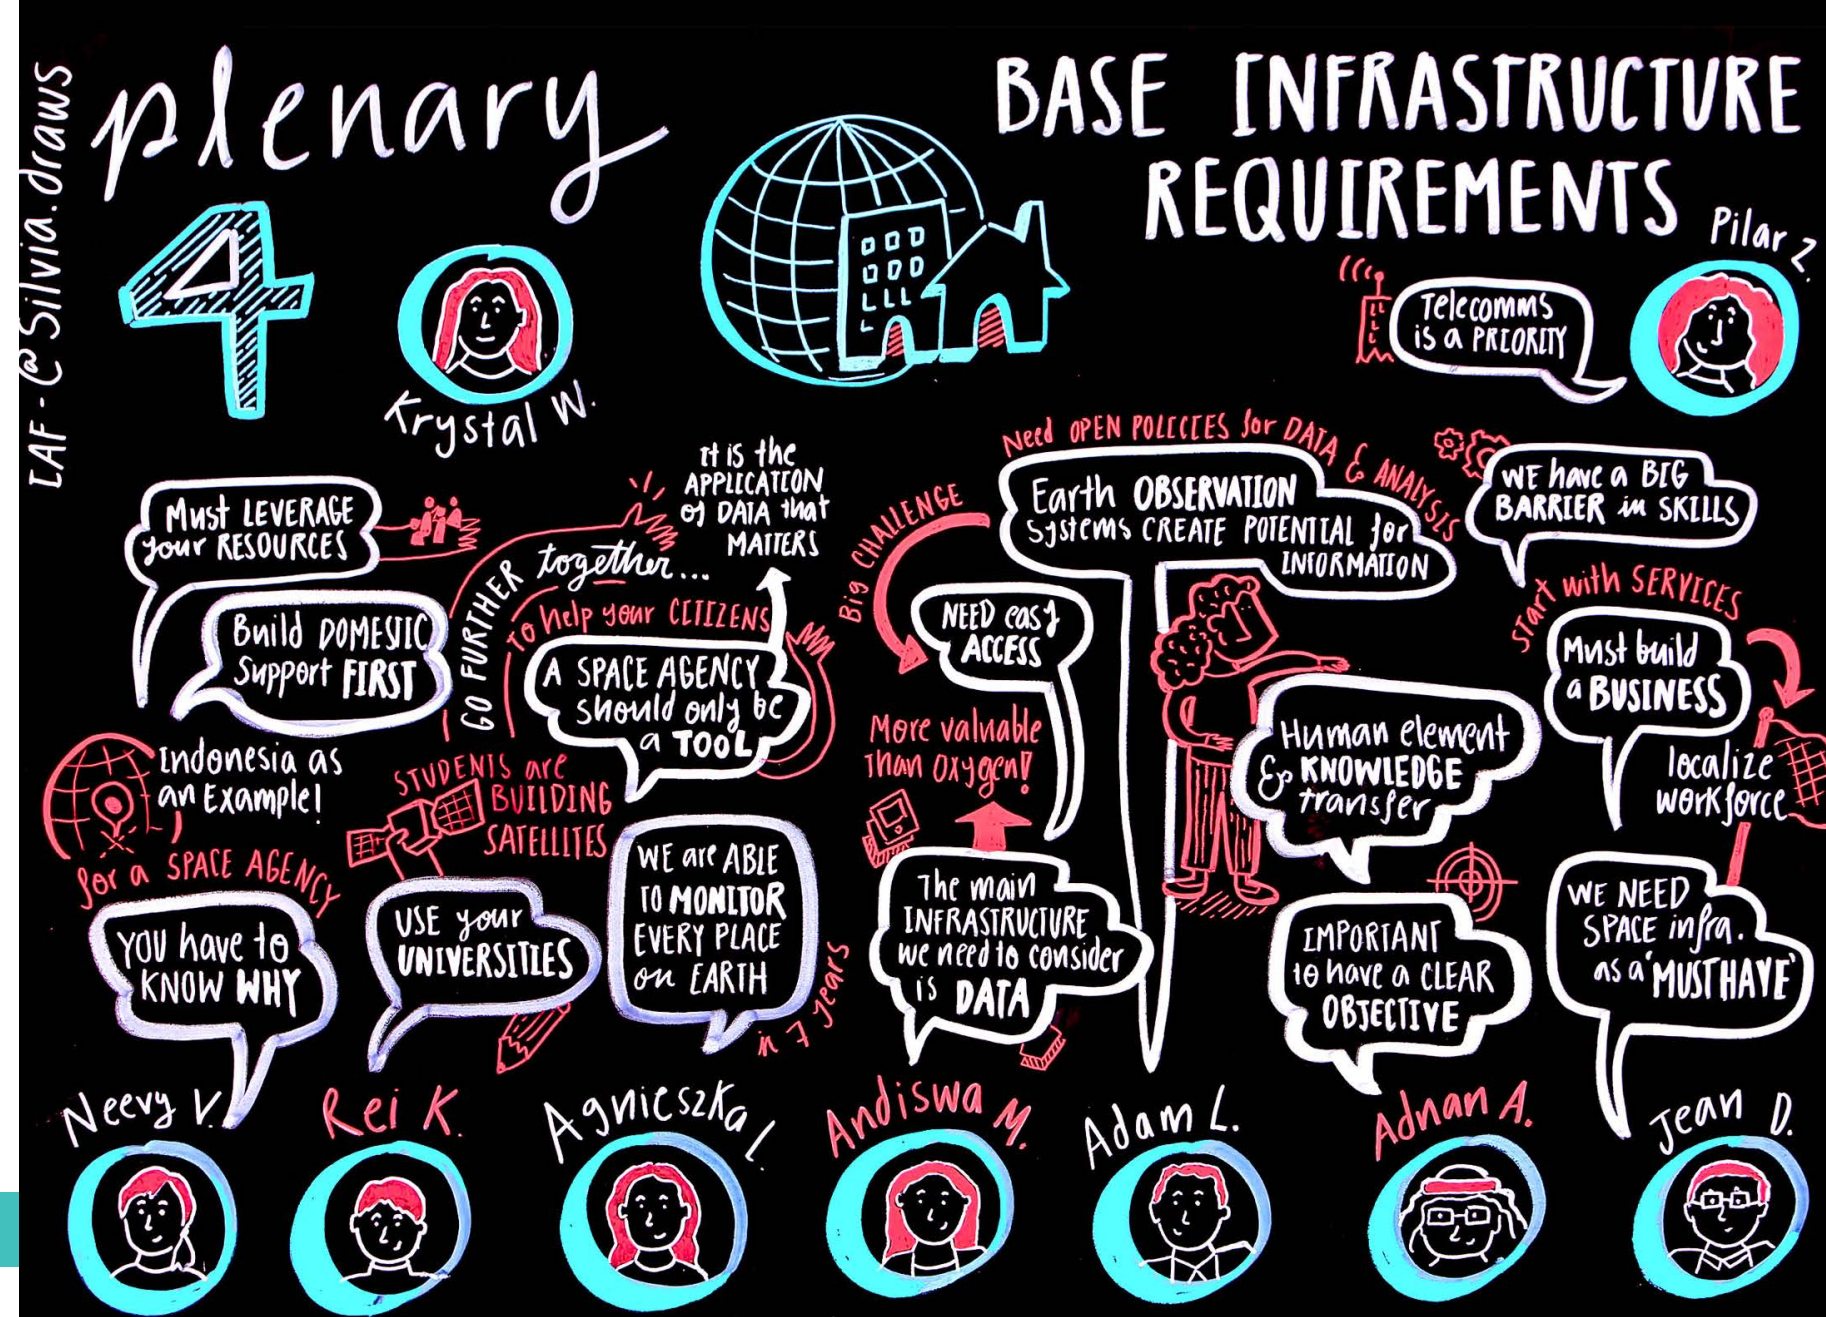 plenary
4
BASE INFRASTRUCTURE
REQUIREMENTS
IAF - @Silvia.draws
Krystal W.
Pilar Z.
Telecomms
is a PRIORITY
Must LEVERAGE
your RESOURCES
Build DOMESTIC
Support FIRST
GO FURTHER together...
to help your CITIZENS
It is the
APPLICATION
of DATA that
MATTERS
A SPACE AGENCY
should only be
a TOOL
Indonesia as
an Example!
for a SPACE AGENCY
YOU have to
KNOW WHY
STUDENTS are
BUILDING
SATELLITES
USE your
UNIVERSITIES
WE are ABLE
TO MONITOR
EVERY PLACE
on EARTH
in 7 years
Big CHALLENGE
NEED easy
ACCESS
More valuable
Than Oxygen!
The main
INFRASTRUCTURE
we need to consider
is DATA
Need OPEN POLICIES for DATA & ANALYSIS
Earth OBSERVATION
Systems CREATE POTENTIAL for
INFORMATION
Human element
& KNOWLEDGE
transfer
IMPORTANT
to have a CLEAR
OBJECTIVE
WE have a BIG
BARRIER in SKILLS
Start with SERVICES
Must build
a BUSINESS
localize
workforce
WE NEED
SPACE infra.
as a 'MUST HAVE'
Neevy V.
Rei K.
Agnieszka L.
Andiswa M.
Adam L.
Adnan A.
Jean D.